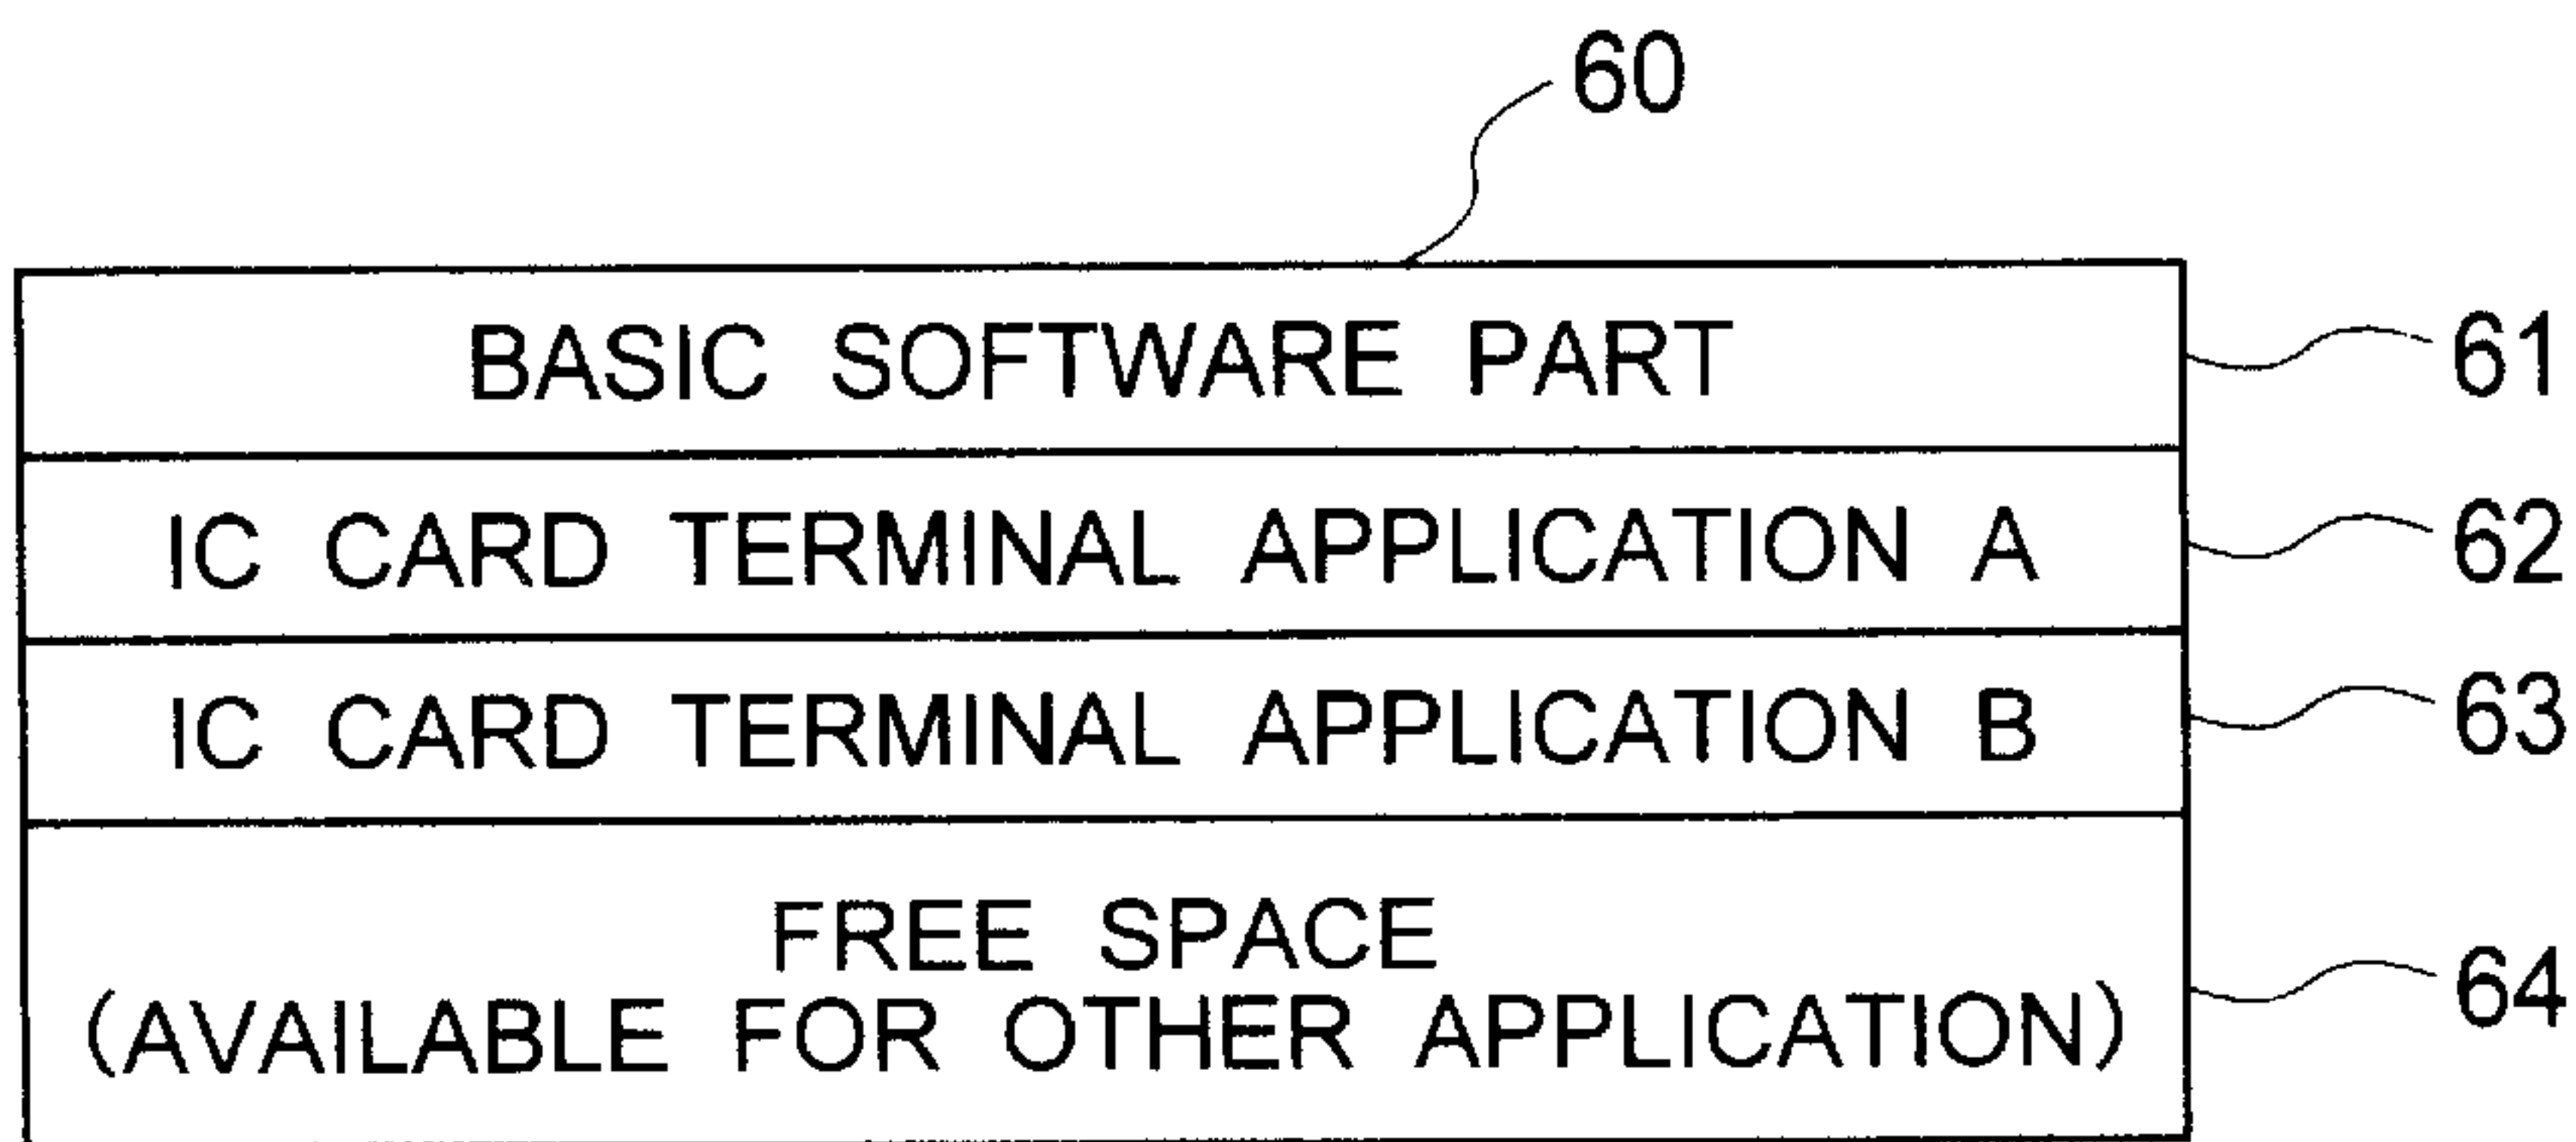 60
BASIC SOFTWARE PART 61
IC CARD TERMINAL APPLICATION A 62
IC CARD TERMINAL APPLICATION B 63
FREE SPACE
(AVAILABLE FOR OTHER APPLICATION) 64